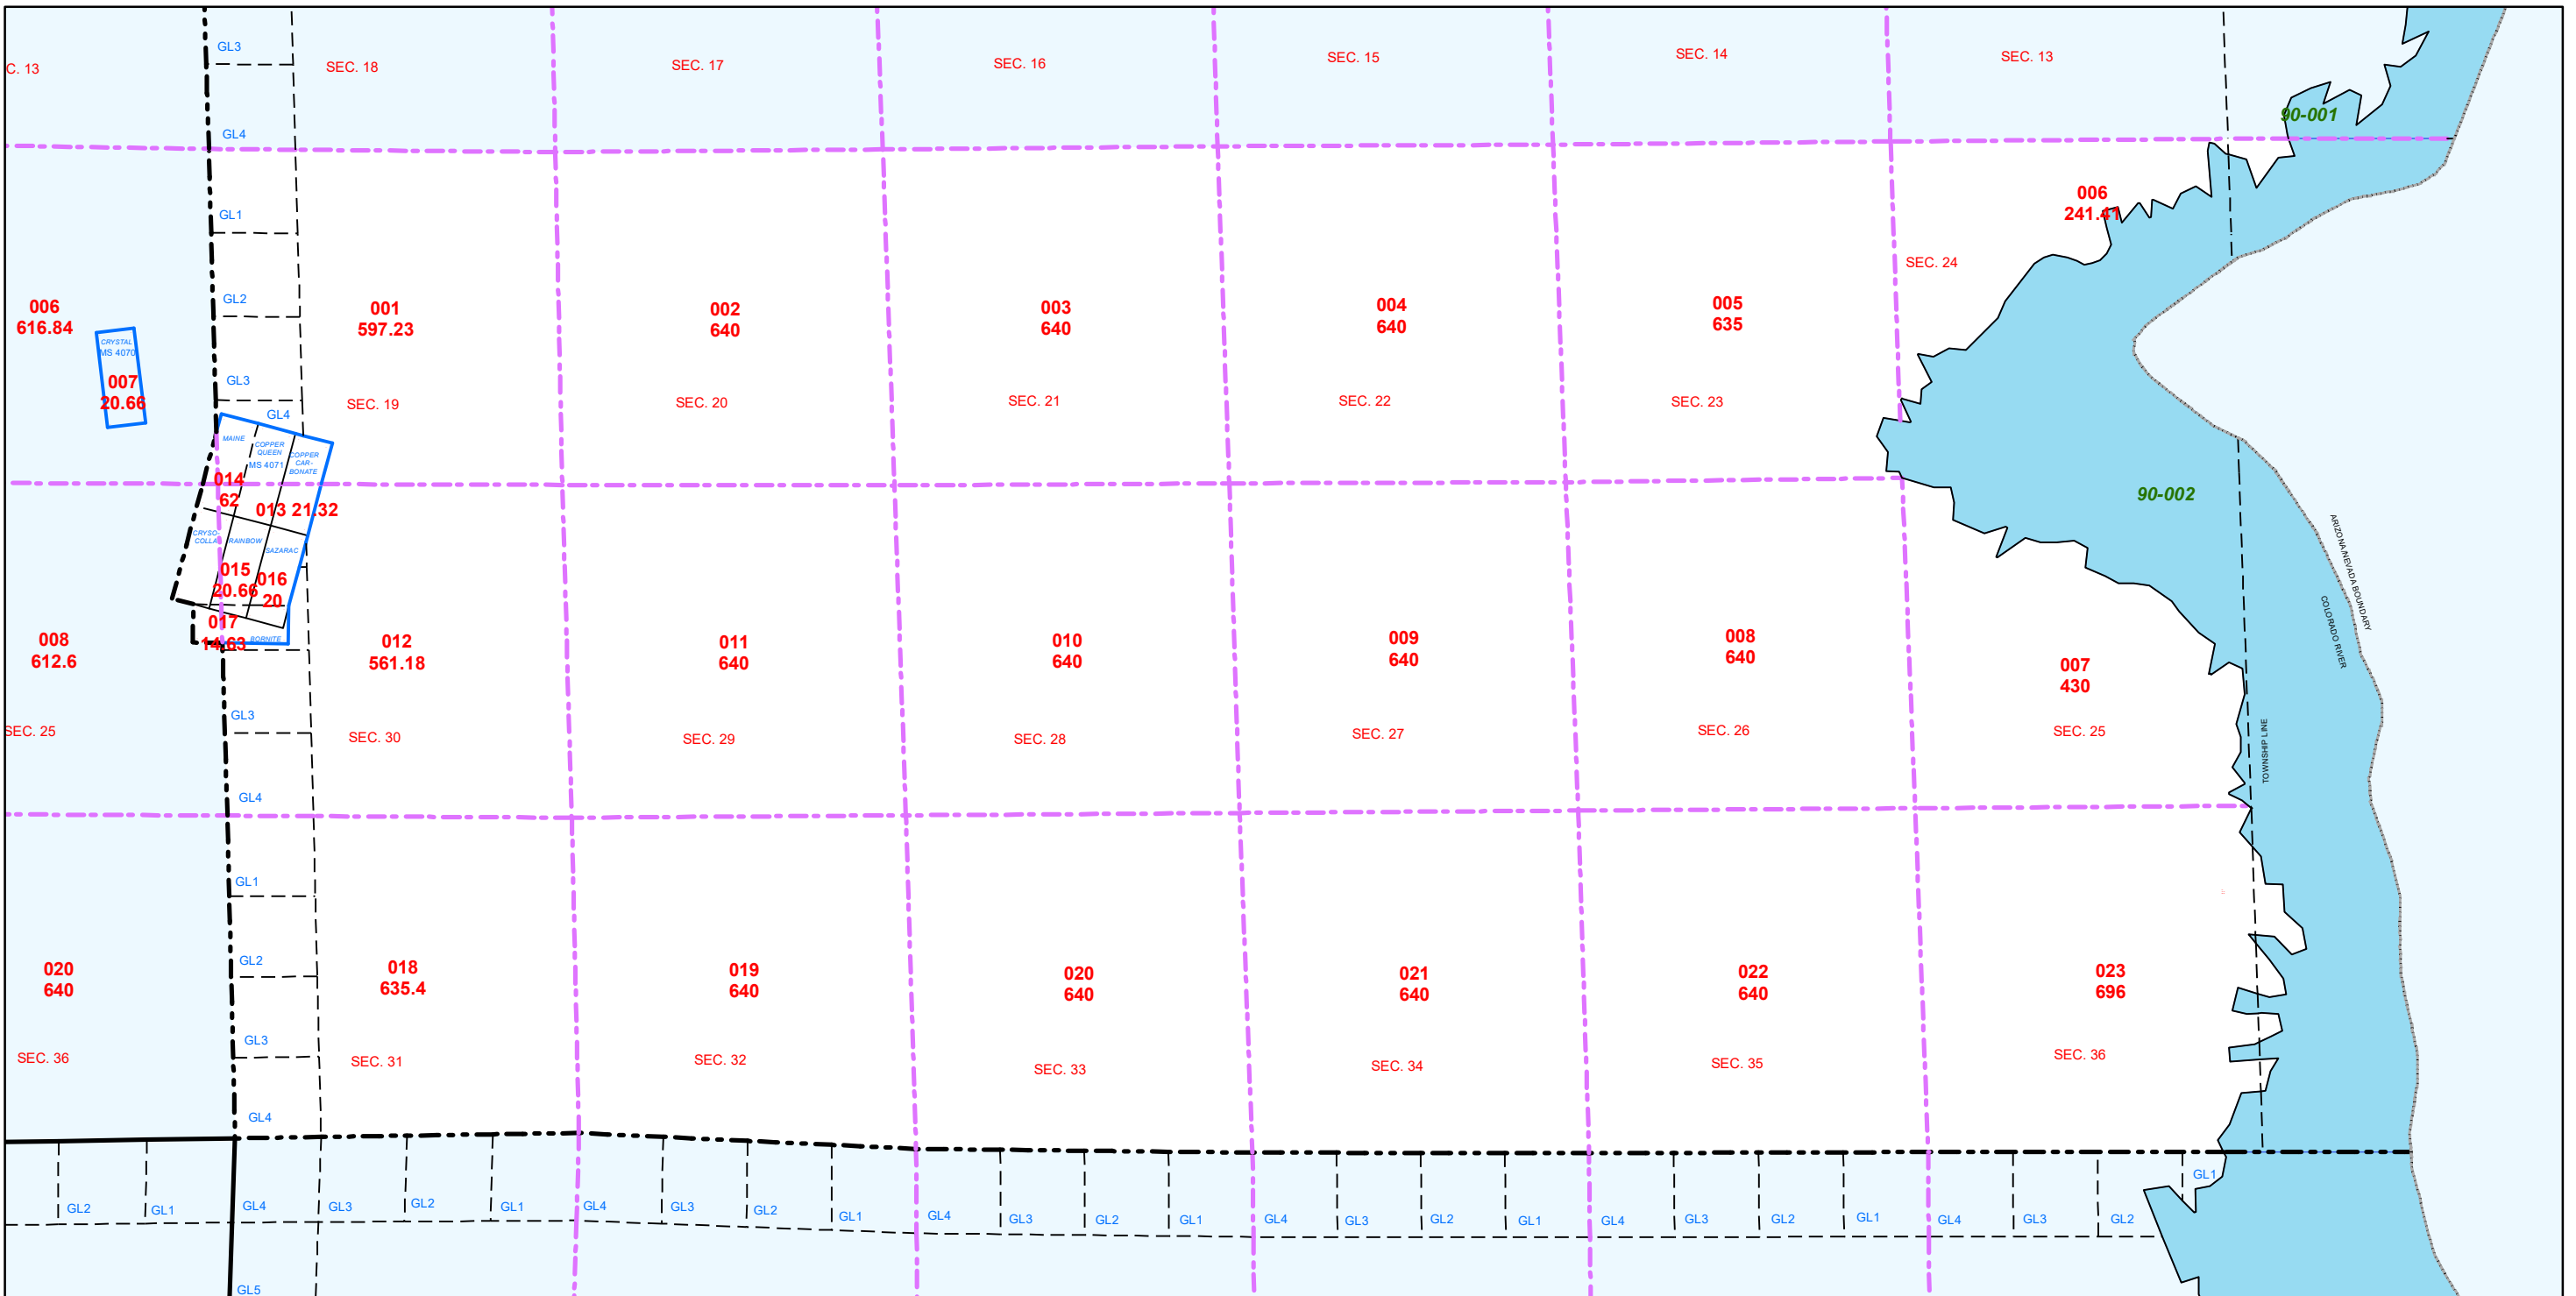 C. 13
GL3
SEC. 18
SEC. 17
SEC. 16
SEC. 15
SEC. 14
SEC. 13
90-001
GL4
GL1
006
241.41
SEC. 24
GL2
006
616.84
001
597.23
002
640
003
640
004
640
005
635
CRYSTAL
MS 4070
007
20.66
GL3
SEC. 19
SEC. 20
SEC. 21
SEC. 22
SEC. 23
GL4
MAINE
COPPER
QUEEN
MS 4071
COPPER
CAR-
BONATE
014
62
013 21.32
90-002
CRYSO-
COLLA
RAINBOW
SAZARAC
015
20.66
016
20
017
14.63
BORNITE
ARIZONA/NEVADA BOUNDARY
COLORADO RIVER
TOWNSHIP LINE
008
612.6
012
561.18
011
640
010
640
009
640
008
640
007
430
GL3
SEC. 25
SEC. 30
SEC. 29
SEC. 28
SEC. 27
SEC. 26
SEC. 25
GL4
GL1
GL2
020
640
018
635.4
019
640
020
640
021
640
022
640
023
696
GL3
SEC. 36
SEC. 31
SEC. 32
SEC. 33
SEC. 34
SEC. 35
SEC. 36
GL4
GL2
GL1
GL4
GL3
GL2
GL1
GL4
GL3
GL2
GL1
GL4
GL3
GL2
GL1
GL4
GL3
GL2
GL1
GL4
GL3
GL2
GL1
GL4
GL3
GL2
GL1
GL5